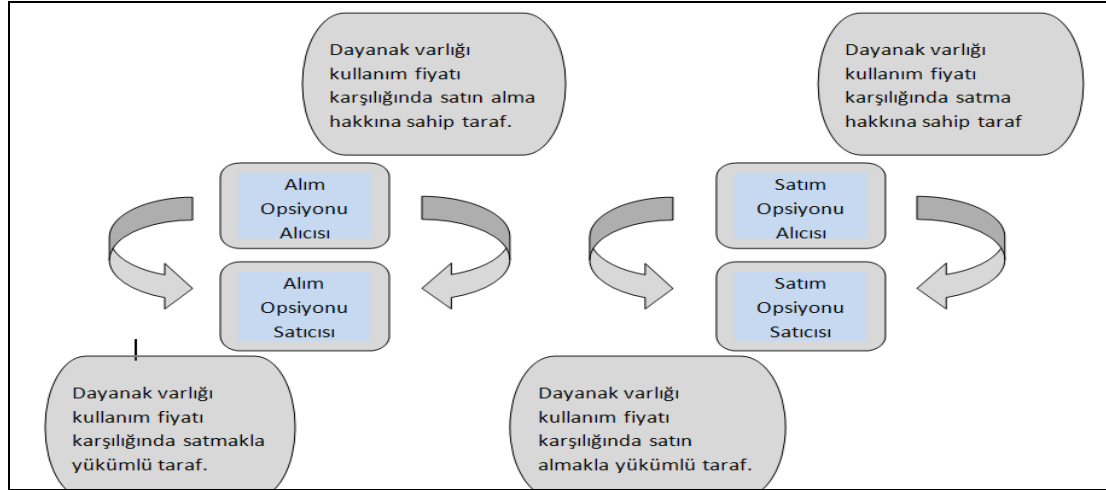 Dayanak varlığı
kullanım fiyatı
karşılığında satın alma
hakkına sahip taraf.
Dayanak varlığı
kullanım fiyatı
karşılığında satma
hakkına sahip taraf
Alım
Opsiyonu
Alıcısı
Satım
Opsiyonu
Alıcısı
Alım
Opsiyonu
Satıcısı
Satım
Opsiyonu
Satıcısı
Dayanak varlığı
kullanım fiyatı
karşılığında satmakla
yükümlü taraf.
Dayanak varlığı
kullanım fiyatı
karşılığında satın
almakla yükümlü taraf.